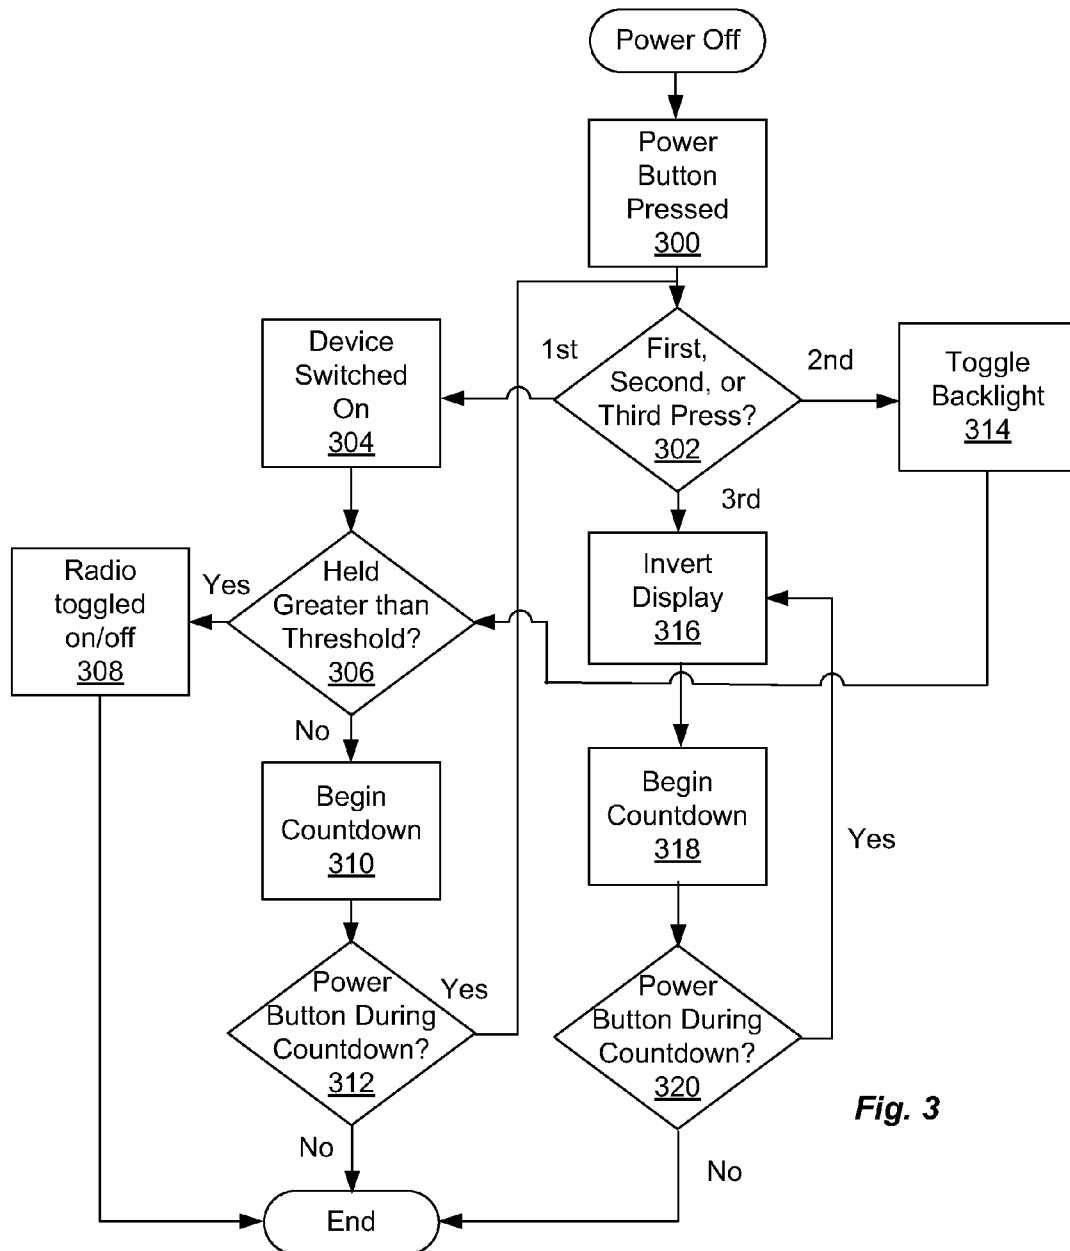 Power Off
Power
Button
Pressed
300
First,
Second, or
Third Press?
302
1st
2nd
3rd
Device
Switched
On
304
Toggle
Backlight
314
Held
Greater than
Threshold?
306
Yes
No
Radio
toggled
on/off
308
Invert
Display
316
Begin
Countdown
310
Begin
Countdown
318
Yes
Power
Button During
Countdown?
312
Yes
No
Power
Button During
Countdown?
320
No
Fig. 3
End